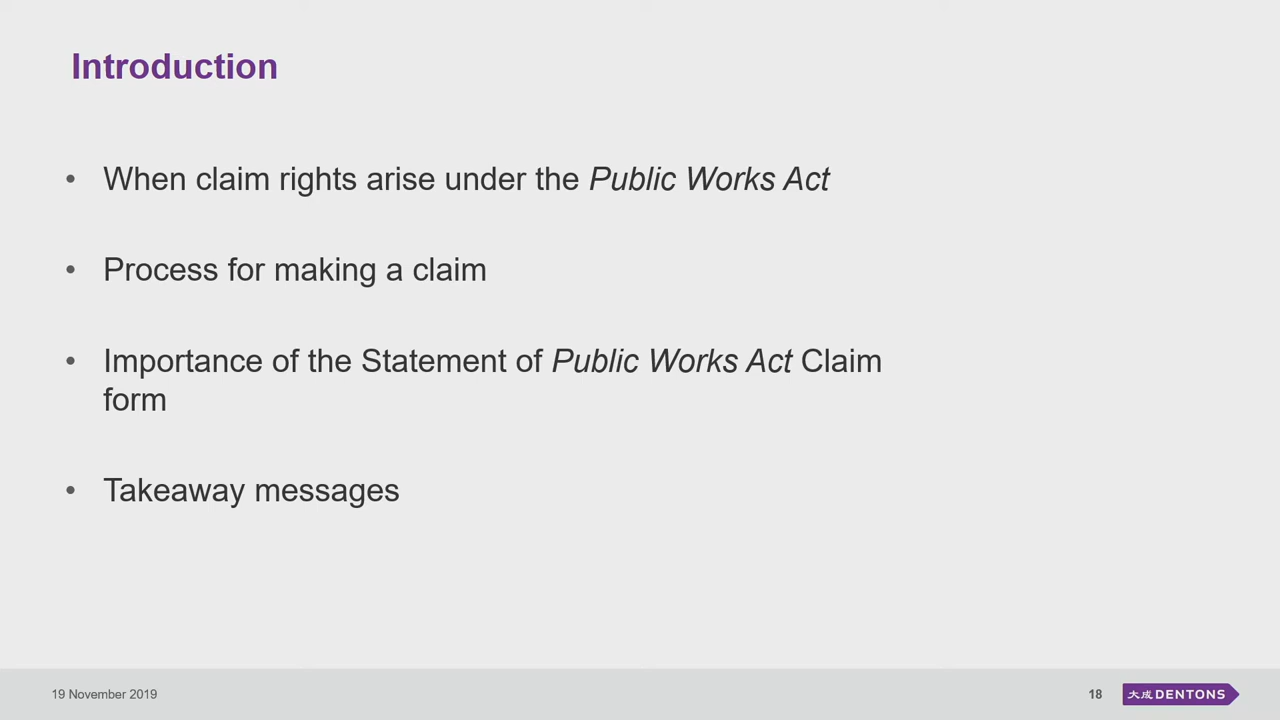 Introduction
• When claim rights arise under the Public Works Act
• Process for making a claim
• Importance of the Statement of Public Works Act Claim
form
• Takeaway messages
19 November 2019
18
大成 DENTONS